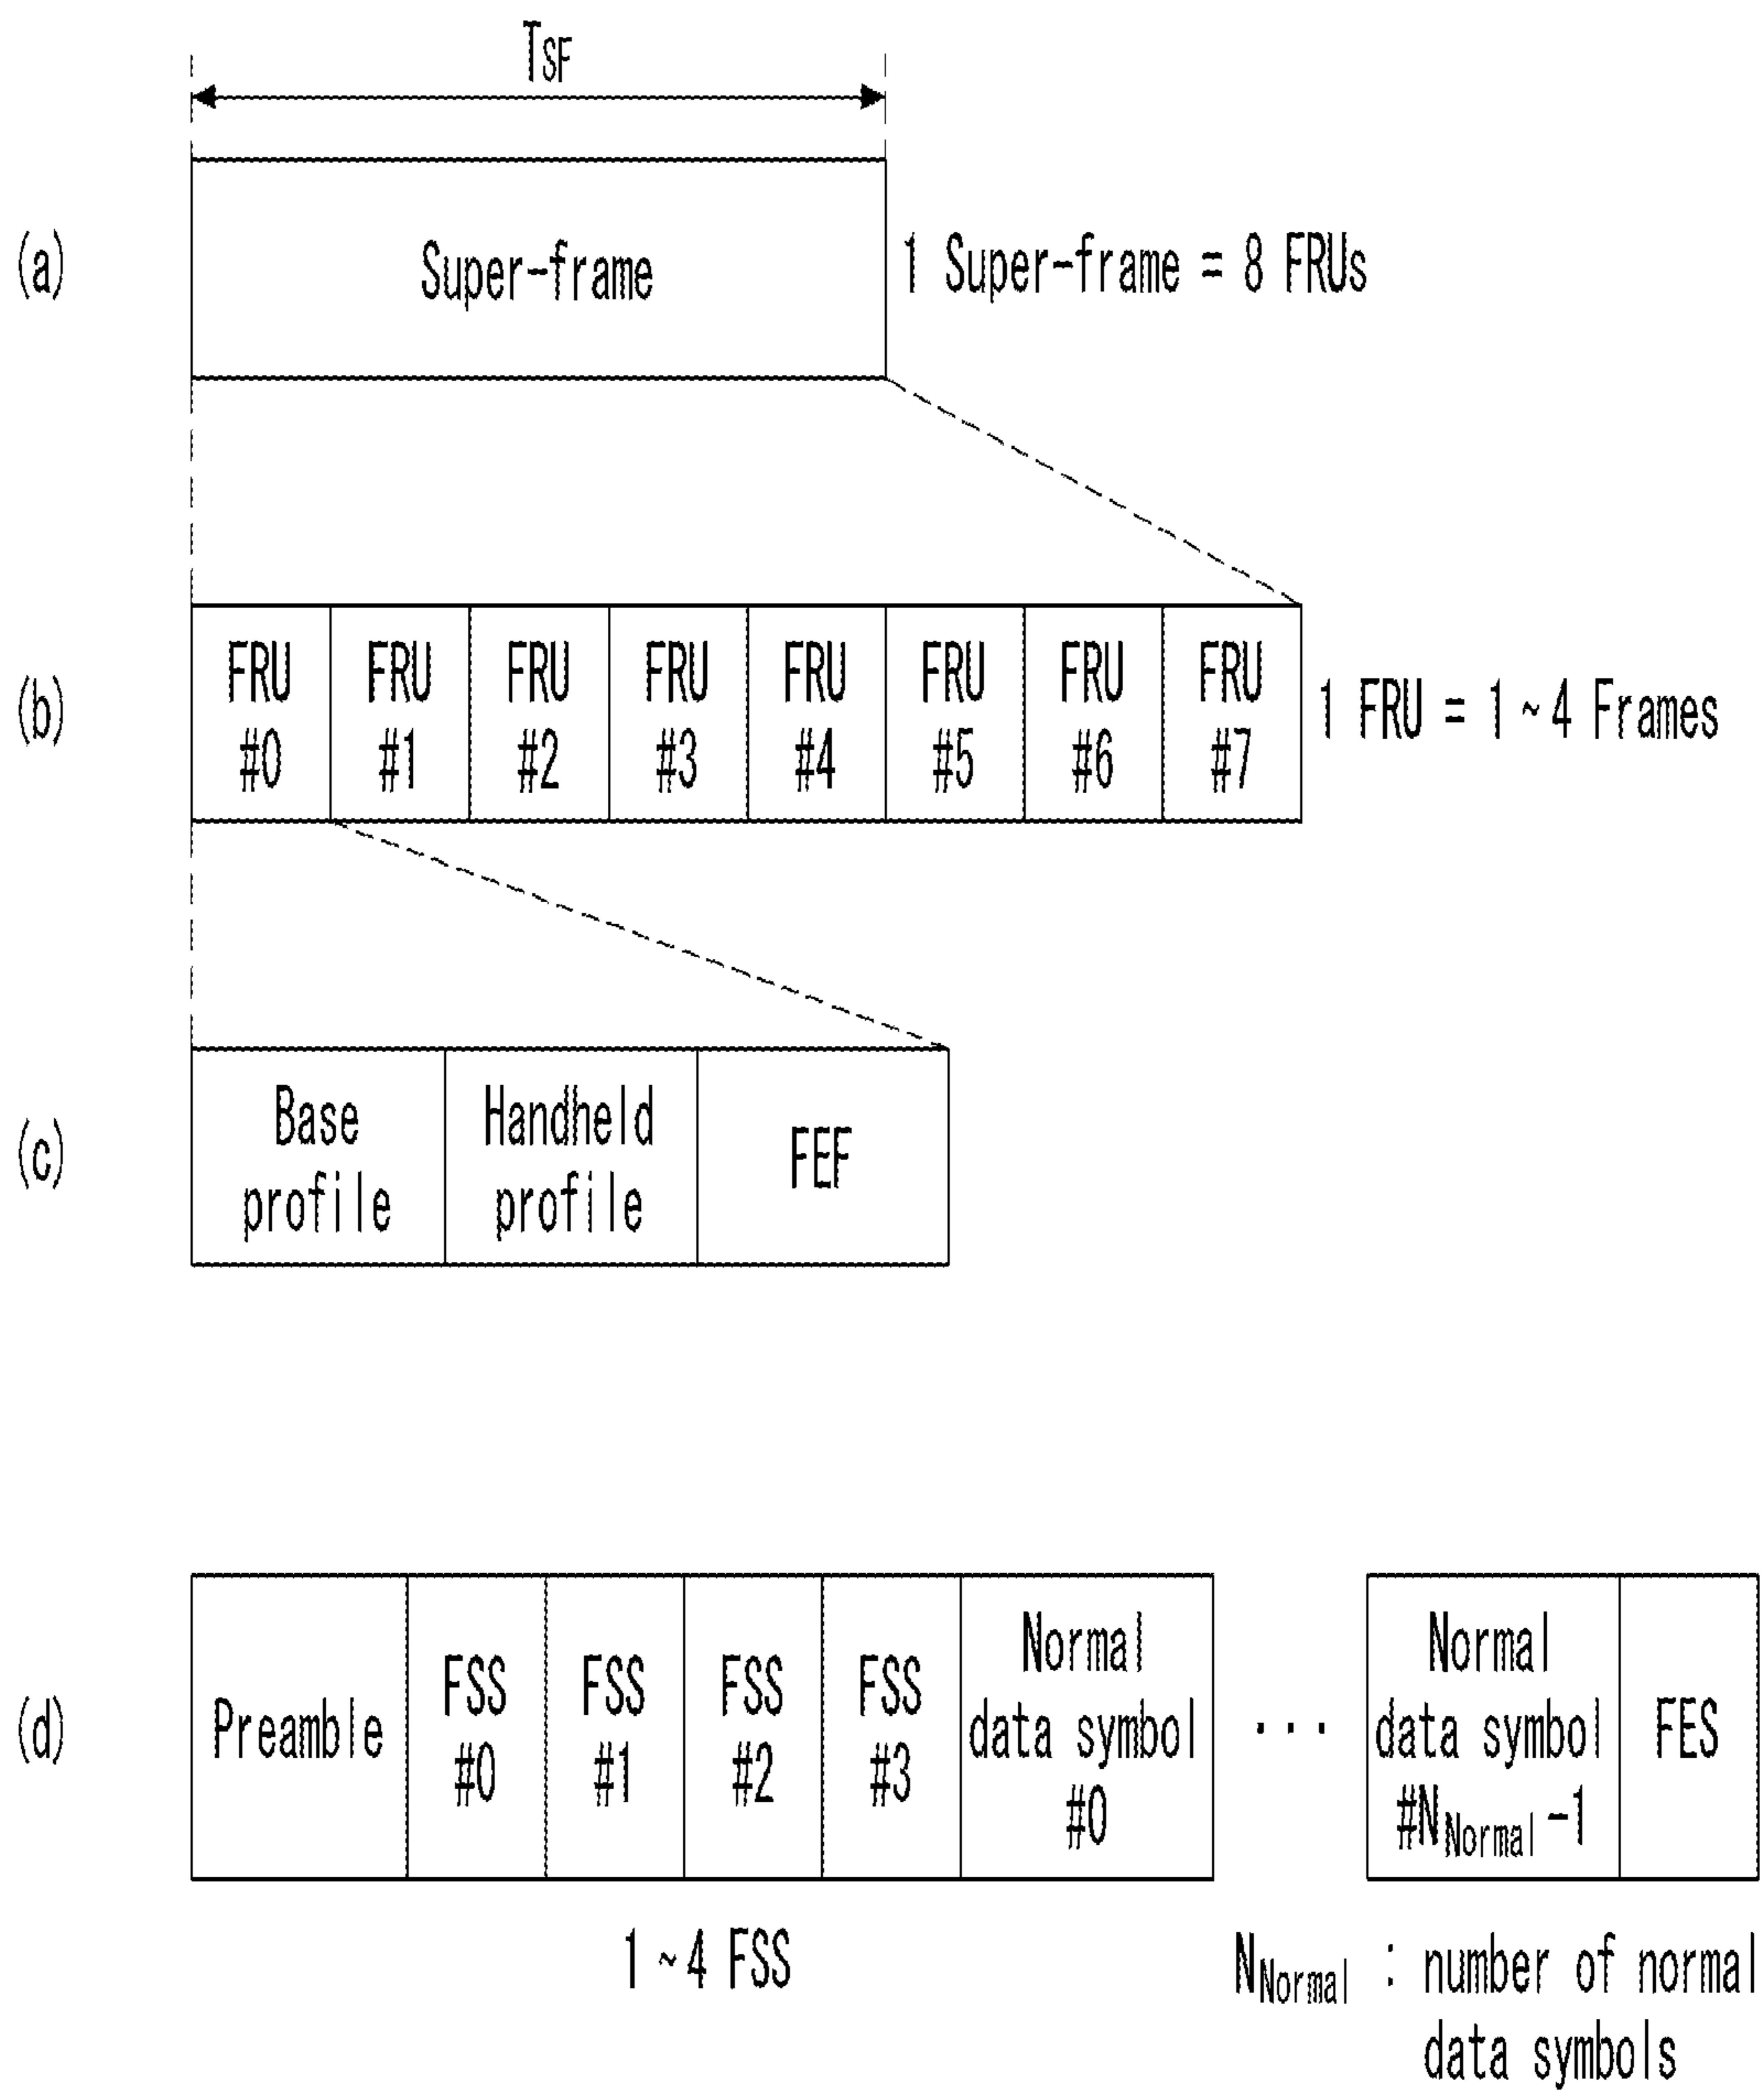 TSF
(a)
Super-frame
1 Super-frame = 8 FRUs
(b)
FRU
#0
FRU
#1
FRU
#2
FRU
#3
FRU
#4
FRU
#5
FRU
#6
FRU
#7
1 FRU = 1 ~ 4 Frames
(c)
Base
profile
Handheld
profile
FEF
(d)
Preamble
FSS
#0
FSS
#1
FSS
#2
FSS
#3
Normal
data symbol
#0
...
Normal
data symbol
#NNormal -1
FES
1 ~ 4 FSS
NNormal : number of normal
data symbols